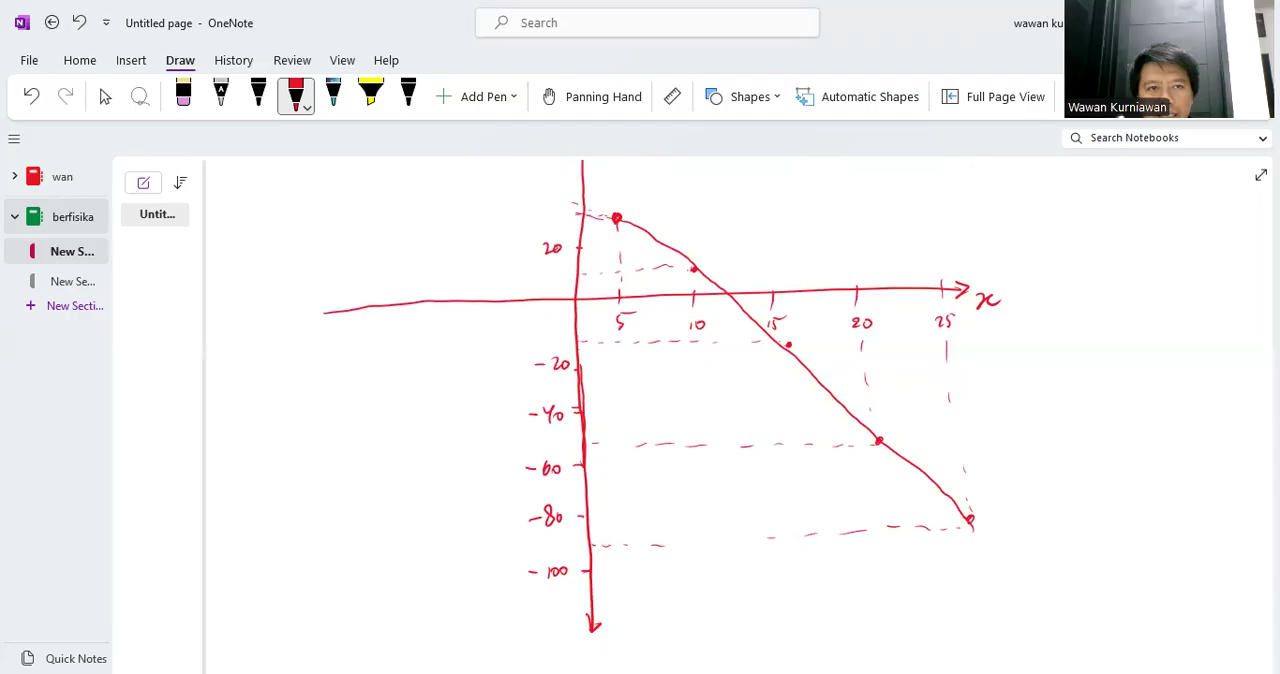 Untitled page - OneNote
Search
wawan ku
File Home Insert Draw History Review View Help
Add Pen Panning Hand Shapes Automatic Shapes Full Page View
Wawan Kurniawan
Search Notebooks
wan
berfisika
New S...
New Se...
New Secti...
Untit...
Quick Notes
20
x
5 10 15 20 25
-20
-40
-60
-80
-100